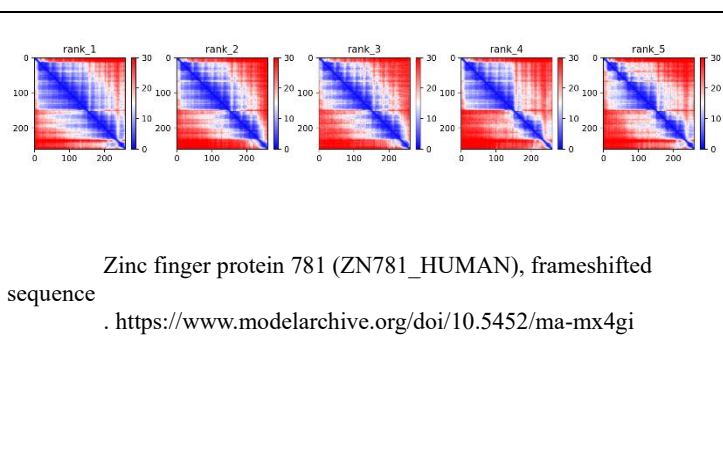 rank_1 rank_2 rank_3 rank_4 rank_5
0 30 0 30 0 30 0 30 0 30
100 20 100 20 100 20 100 20 100 20
200 10 200 10 200 10 200 10 200 10
0 0 0 0 0
0 100 200 0 100 200 0 100 200 0 100 200 0 100 200
Zinc finger protein 781 (ZN781_HUMAN), frameshifted
sequence
. https://www.modelarchive.org/doi/10.5452/ma-mx4gi